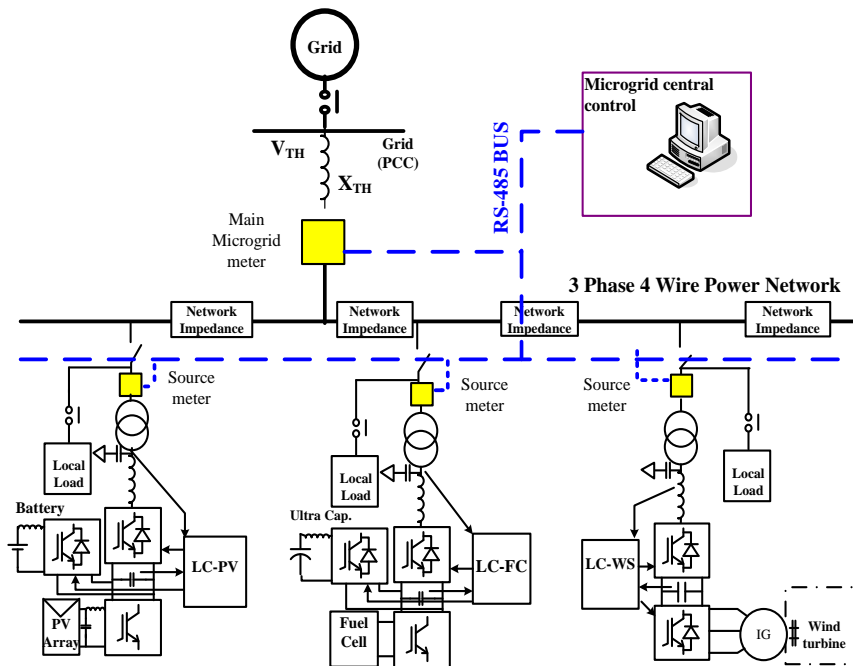 Grid
Microgrid central
control
V_TH
Grid
(PCC)
X_TH
RS-485 BUS
Main
Microgrid
meter
3 Phase 4 Wire Power Network
Network
Impedance
Network
Impedance
Network
Impedance
Network
Impedance
Source
meter
Source
meter
Source
meter
Local
Load
Local
Load
Local
Load
Battery
Ultra Cap.
LC-PV
LC-FC
LC-WS
PV
Array
Fuel
Cell
IG
Wind
turbine